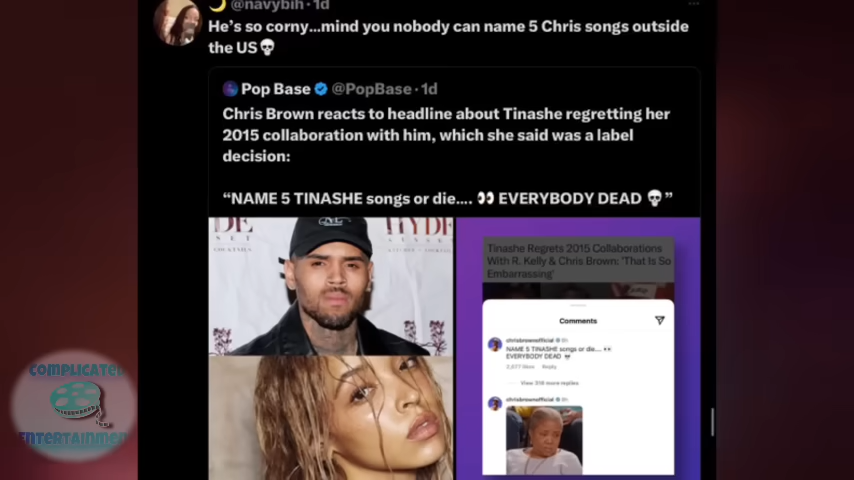 @navybih · 1d
He's so corny...mind you nobody can name 5 Chris songs outside
the US💀
Pop Base @PopBase · 1d
Chris Brown reacts to headline about Tinashe regretting her
2015 collaboration with him, which she said was a label
decision:
“NAME 5 TINASHE songs or die.... 👀 EVERYBODY DEAD 💀”
HYDE
SUNSET
Tinashe Regrets 2015 Collaborations
With R. Kelly & Chris Brown: 'That Is So
Embarrassing'
Comments
chrisbrownofficial
NAME 5 TINASHE songs or die.... 👀
EVERYBODY DEAD 💀
Reply
View 318 more replies
chrisbrownofficial
COMPLICATED
ENTERTAINMENT